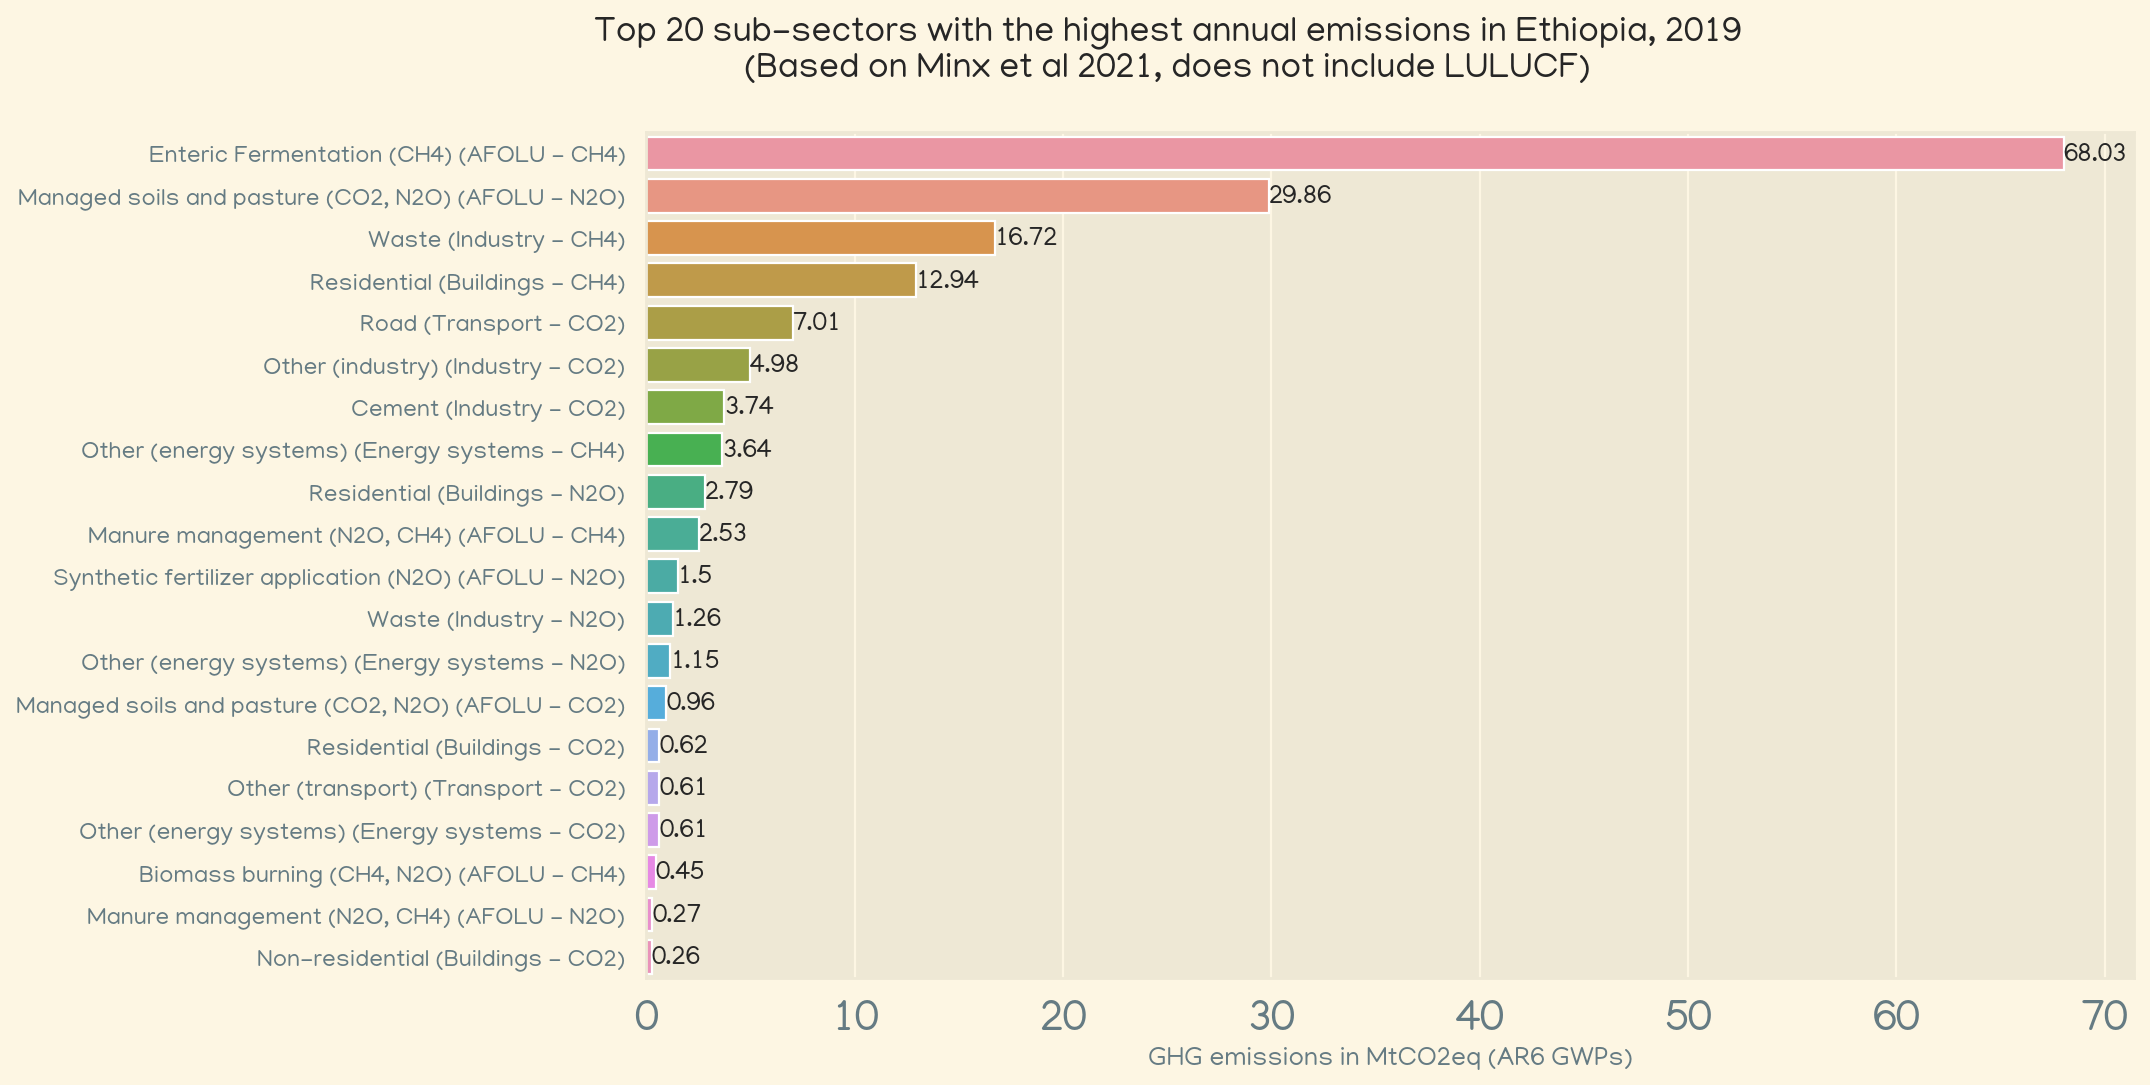 Top 20 sub-sectors with the highest annual emissions in Ethiopia, 2019
(Based on Minx et al 2021, does not include LULUCF)
Enteric Fermentation (CH4) (AFOLU - CH4) 68.03
Managed soils and pasture (CO2, N2O) (AFOLU - N2O) 29.86
Waste (Industry - CH4) 16.72
Residential (Buildings - CH4) 12.94
Road (Transport - CO2) 7.01
Other (industry) (Industry - CO2) 4.98
Cement (Industry - CO2) 3.74
Other (energy systems) (Energy systems - CH4) 3.64
Residential (Buildings - N2O) 2.79
Manure management (N2O, CH4) (AFOLU - CH4) 2.53
Synthetic fertilizer application (N2O) (AFOLU - N2O) 1.5
Waste (Industry - N2O) 1.26
Other (energy systems) (Energy systems - N2O) 1.15
Managed soils and pasture (CO2, N2O) (AFOLU - CO2) 0.96
Residential (Buildings - CO2) 0.62
Other (transport) (Transport - CO2) 0.61
Other (energy systems) (Energy systems - CO2) 0.61
Biomass burning (CH4, N2O) (AFOLU - CH4) 0.45
Manure management (N2O, CH4) (AFOLU - N2O) 0.27
Non-residential (Buildings - CO2) 0.26
0 10 20 30 40 50 60 70
GHG emissions in MtCO2eq (AR6 GWPs)